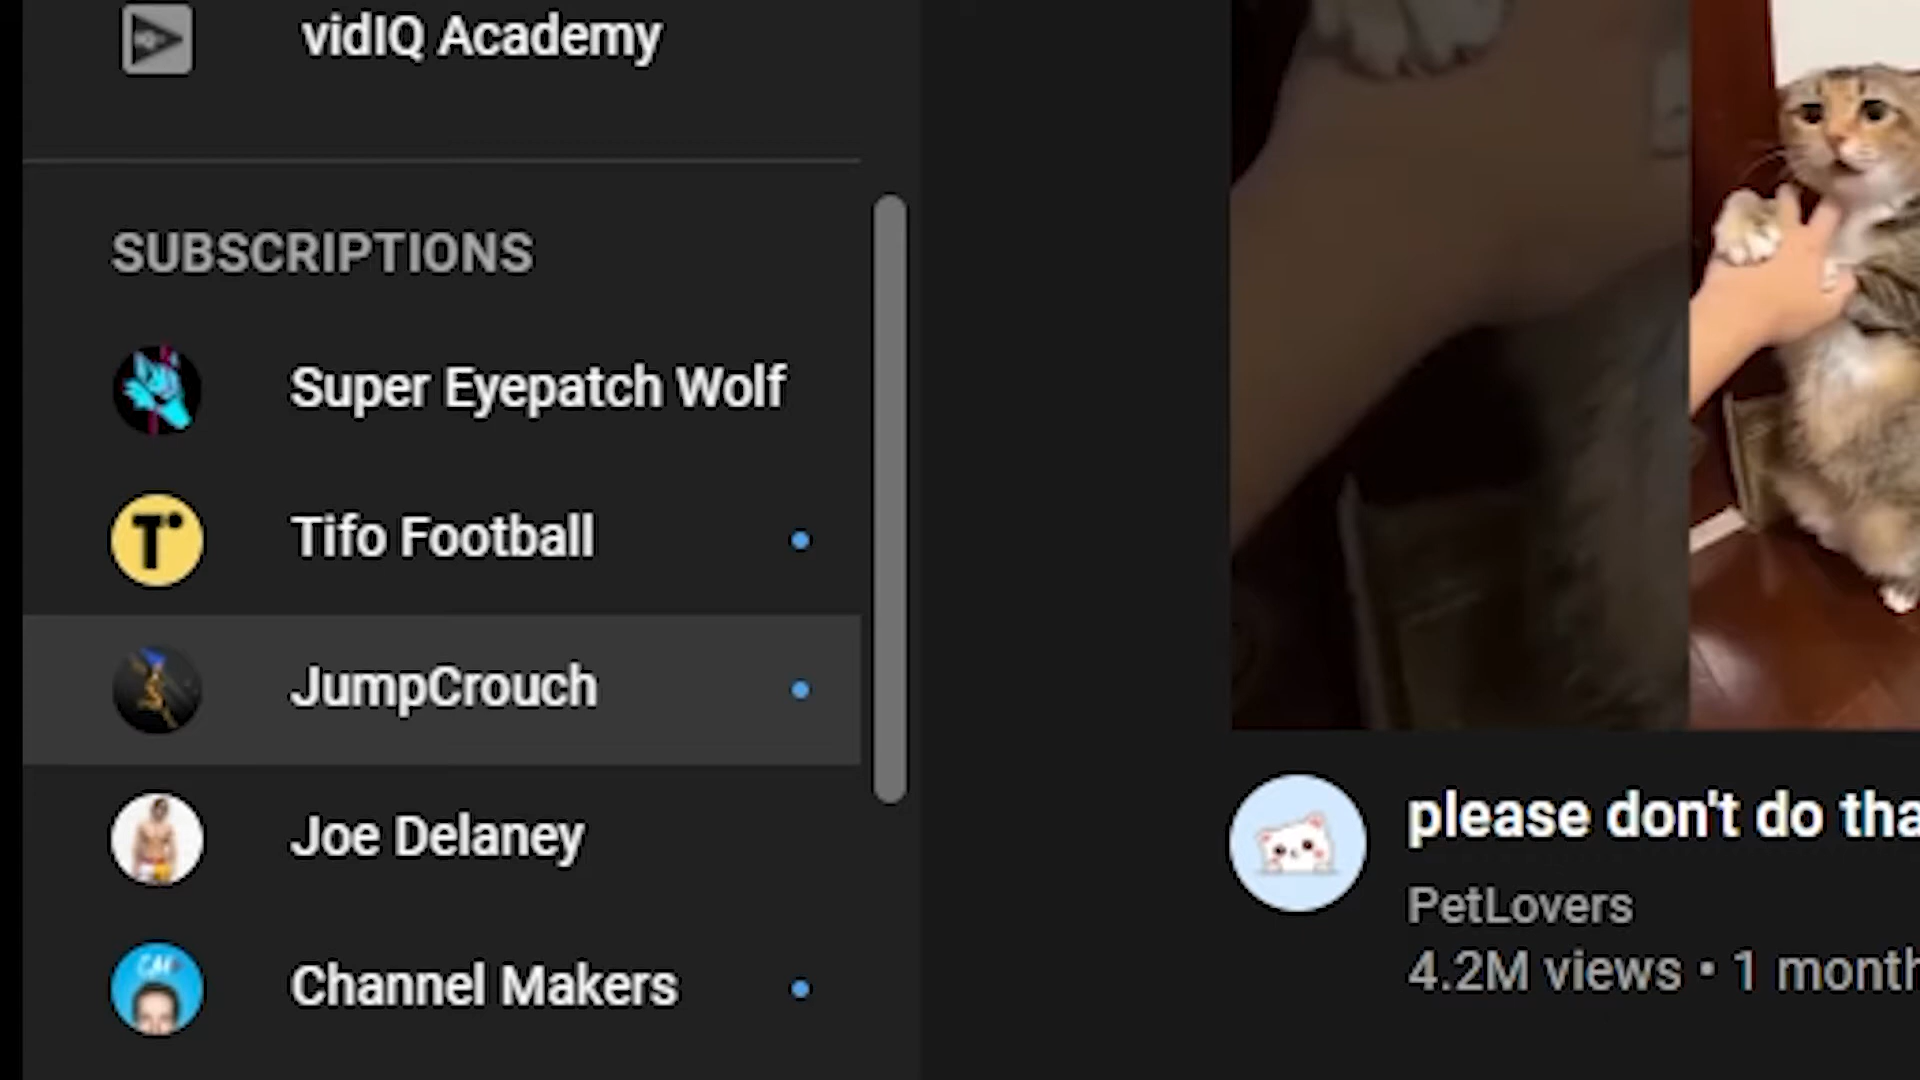 vidIQ Academy
SUBSCRIPTIONS
Super Eyepatch Wolf
Tifo Football
JumpCrouch
Joe Delaney
Channel Makers
please don't do tha
PetLovers
4.2M views • 1 month